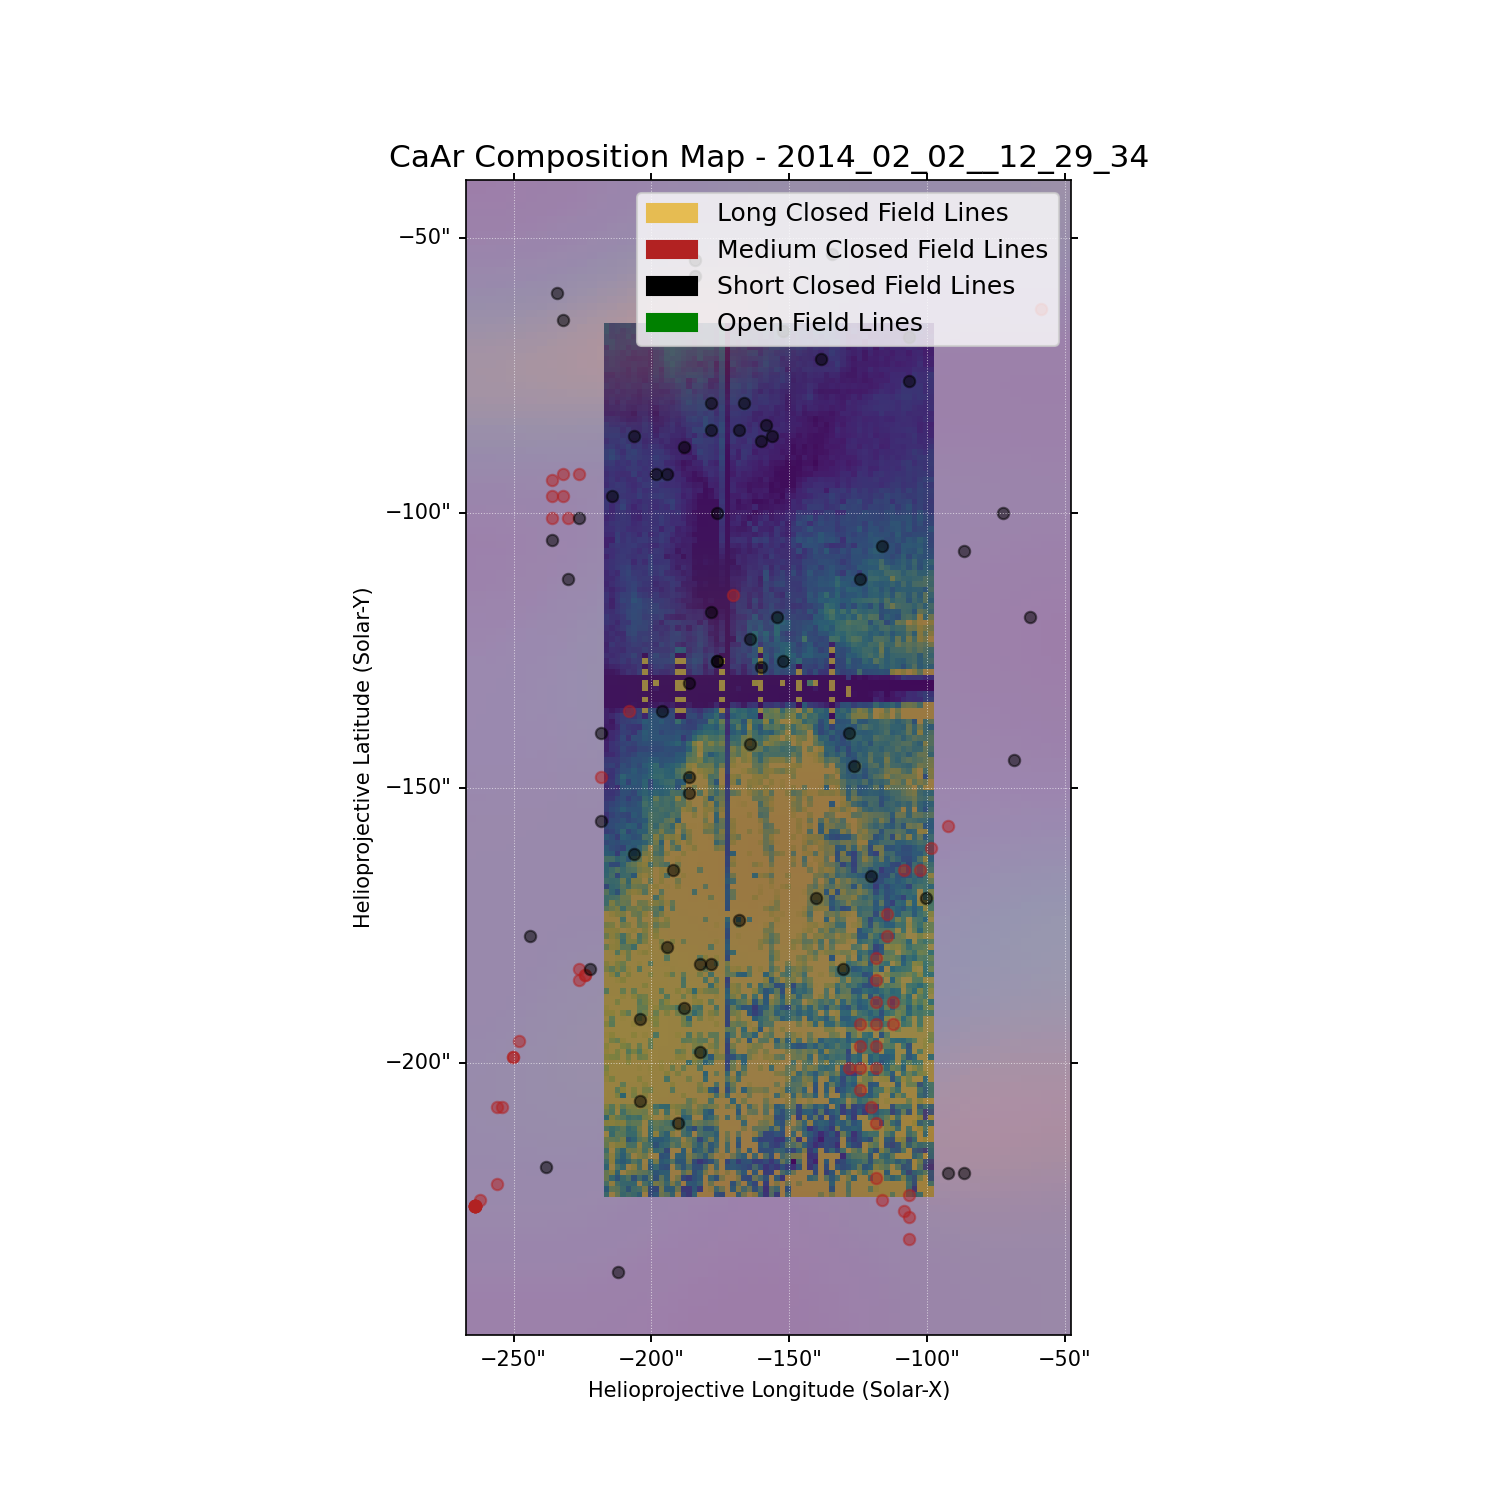 CaAr Composition Map - 2014_02_02__12_29_34
Long Closed Field Lines
Medium Closed Field Lines
Short Closed Field Lines
Open Field Lines
−50"
−100"
−150"
−200"
Helioprojective Latitude (Solar-Y)
−250" −200" −150" −100" −50"
Helioprojective Longitude (Solar-X)